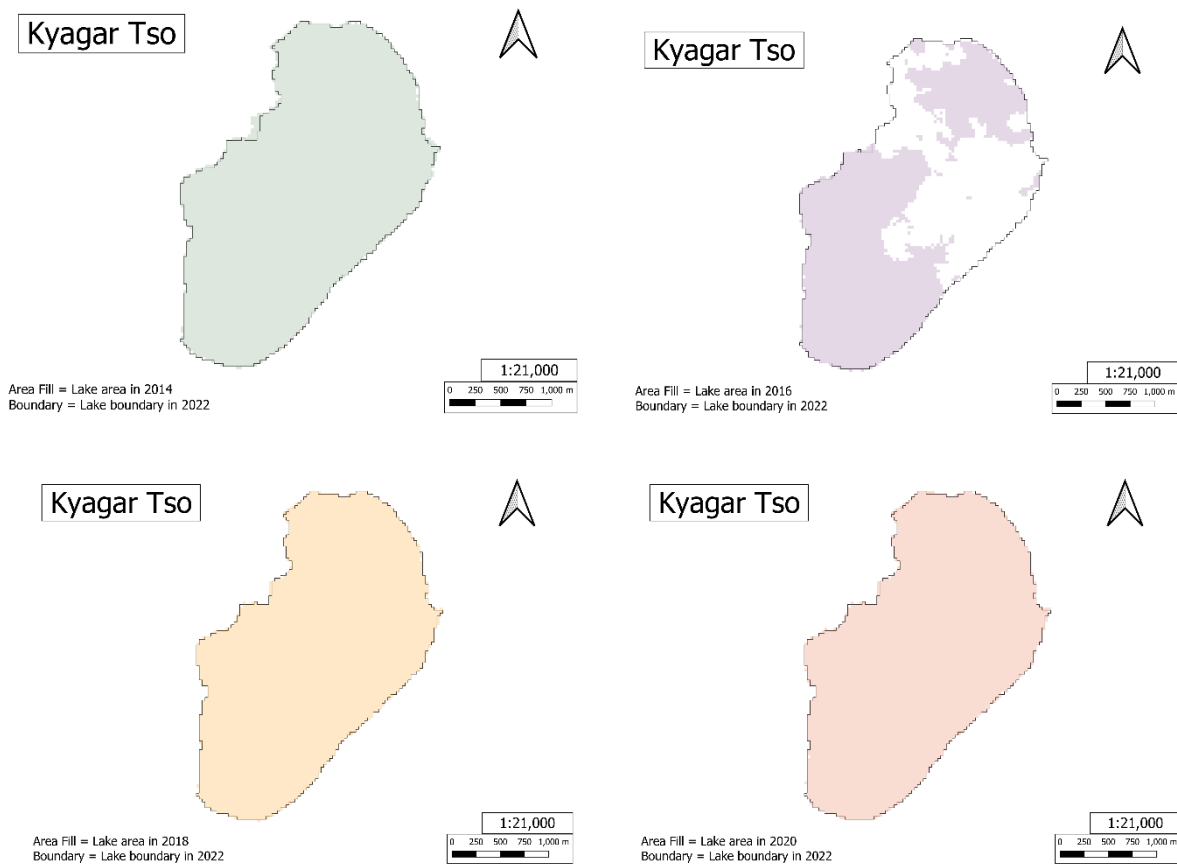 Kyagar Tso
1:21,000
0 250 500 750 1,000 m
Area Fill = Lake area in 2014
Boundary = Lake boundary in 2022
Kyagar Tso
1:21,000
0 250 500 750 1,000 m
Area Fill = Lake area in 2016
Boundary = Lake boundary in 2022
Kyagar Tso
1:21,000
0 250 500 750 1,000 m
Area Fill = Lake area in 2018
Boundary = Lake boundary in 2022
Kyagar Tso
1:21,000
0 250 500 750 1,000 m
Area Fill = Lake area in 2020
Boundary = Lake boundary in 2022